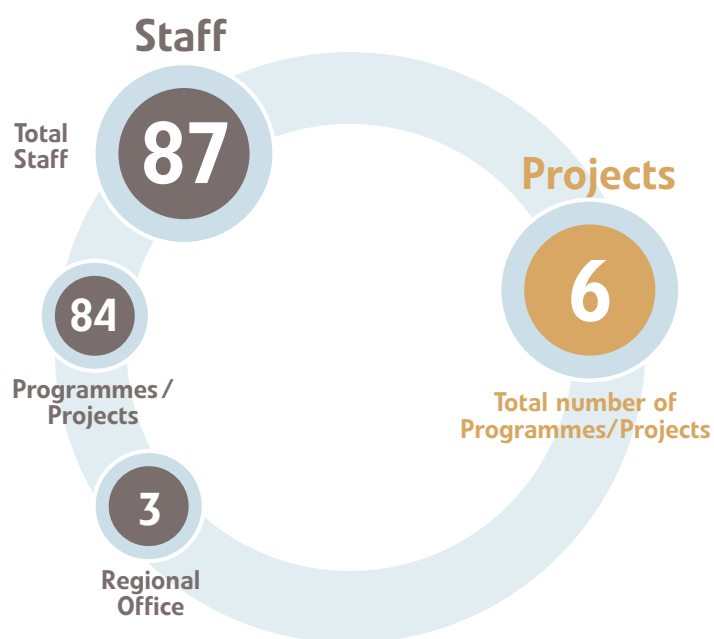 Staff
Total
Staff
87
84
Programmes/
Projects
3
Regional
Office
Projects
6
Total number of
Programmes/Projects